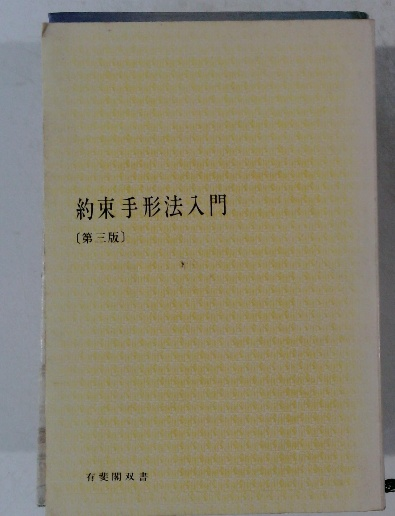 約束手形法入門
〔第三版〕
有斐閣双書